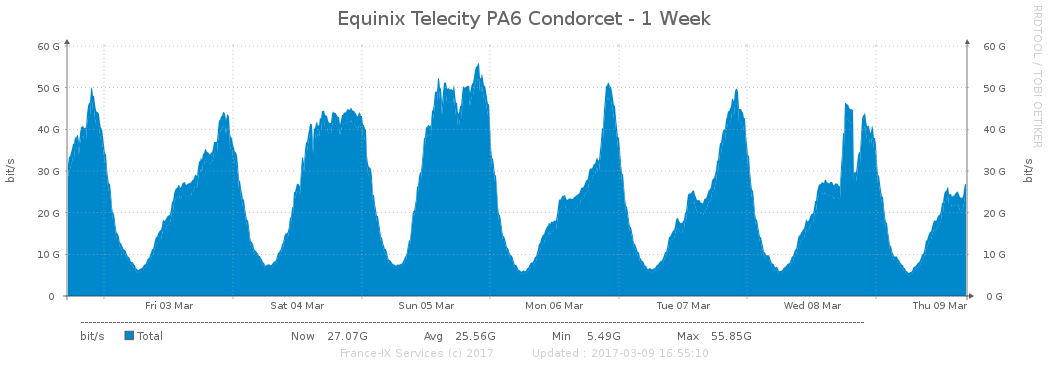 Equinix Telecity PA6 Condorcet - 1 Week
RRDTOOL / TOBI OETIKER
bit/s
bit/s
60 G
50 G
40 G
30 G
20 G
10 G
0
60 G
50 G
40 G
30 G
20 G
10 G
0 G
Fri 03 Mar Sat 04 Mar Sun 05 Mar Mon 06 Mar Tue 07 Mar Wed 08 Mar Thu 09 Mar
bit/s Total Now 27.07G Avg 25.56G Min 5.49G Max 55.85G
France-IX Services (c) 2017 Updated : 2017-03-09 16:55:10